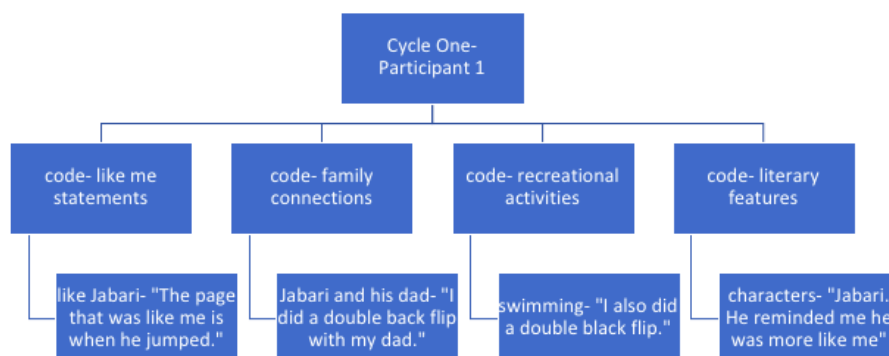 Cycle One-
Participant 1
code- like me
statements
code- family
connections
code- recreational
activities
code- literary
features
like Jabari- "The page
that was like me is
when he jumped."
Jabari and his dad- "I
did a double back flip
with my dad."
swimming- "I also did
a double black flip."
characters- "Jabari.
He reminded me he
was more like me"